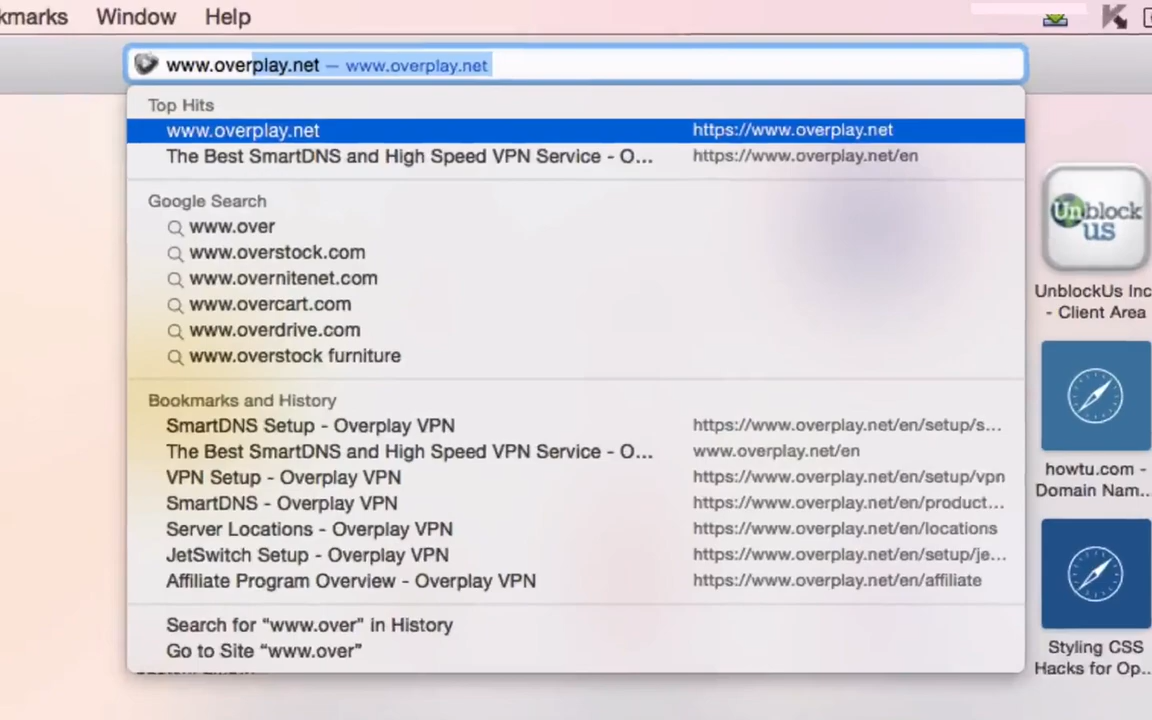 kmarks Window Help
www.overplay.net — www.overplay.net
Top Hits
www.overplay.net https://www.overplay.net
The Best SmartDNS and High Speed VPN Service - O... https://www.overplay.net/en
Google Search
www.over
www.overstock.com
www.overnitenet.com
www.overcart.com
www.overdrive.com
www.overstock furniture
Bookmarks and History
SmartDNS Setup - Overplay VPN https://www.overplay.net/en/setup/s...
The Best SmartDNS and High Speed VPN Service - O... www.overplay.net/en
VPN Setup - Overplay VPN https://www.overplay.net/en/setup/vpn
SmartDNS - Overplay VPN https://www.overplay.net/en/product...
Server Locations - Overplay VPN https://www.overplay.net/en/locations
JetSwitch Setup - Overplay VPN https://www.overplay.net/en/setup/je...
Affiliate Program Overview - Overplay VPN https://www.overplay.net/en/affiliate
Search for "www.over" in History
Go to Site “www.over”
Unblock
US
UnblockUs Inc
- Client Area
howtu.com -
Domain Nam...
Styling CSS
Hacks for Op...